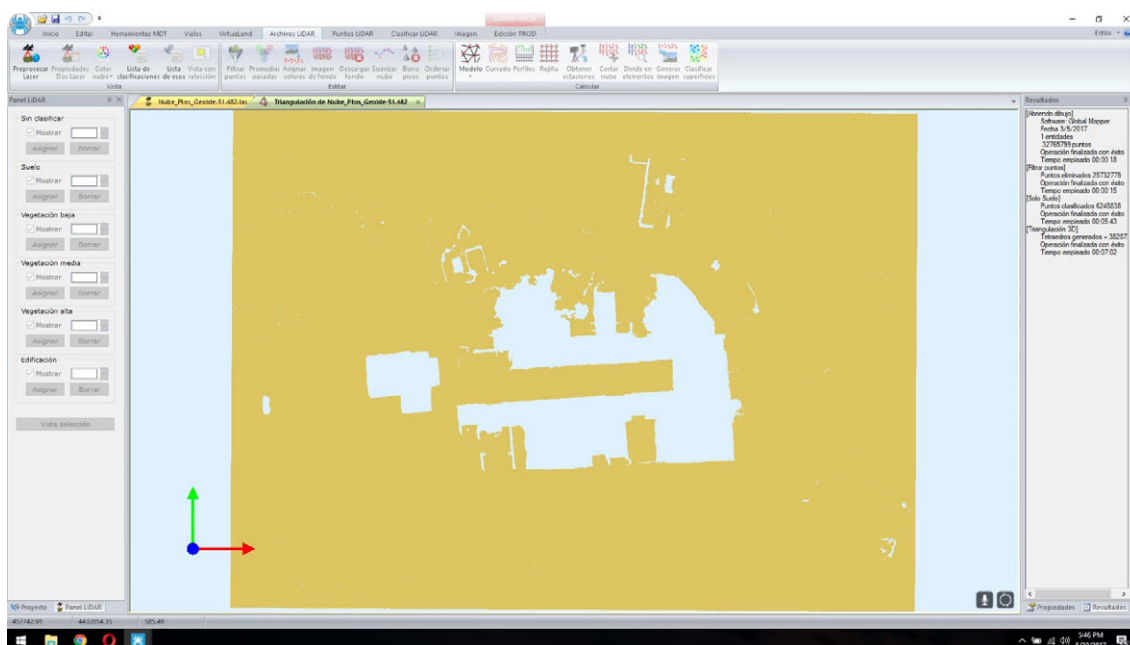 Inicio Editar Herramientas MDT Viales VirtuaLand Archivos LiDAR Puntos LiDAR Clasificar LiDAR Imagen Edición TIN3D
Estilo
Preprocesar Propiedades Color Lista de Lista Vista con Filtrar Promediar Asignar Imagen Descargar Suavizar Borra Ordenar Modelo Curvado Perfiles Rejilla Obtener Cortar Divide en Generar Clasificar
Laser Dos Laser nube clasificaciones de ecos selección puntos pasadas colores de fondo fondo nube picos puntos estaciones nube elementos imagen superficies
Vista Editar Calcular
Panel LiDAR
Nube_Ptos_Geoide-51.482.las Triangulación de Nube_Ptos_Geoide-51.482
Resultados
Sin clasificar
Mostrar
Asignar Borrar
Suelo
Mostrar
Asignar Borrar
Vegetación baja
Mostrar
Asignar Borrar
Vegetación media
Mostrar
Asignar Borrar
Vegetación alta
Mostrar
Asignar Borrar
Edificación
Mostrar
Asignar Borrar
Vista selección
[Abriendo dibujo]
Software: Global Mapper
Fecha 3/5/2017
1 entidades
32765799 puntos
Operación finalizada con éxito
Tiempo empleado 00:00:18
[Filtrar puntos]
Puntos eliminados 25732779
Operación finalizada con éxito
Tiempo empleado 00:00:15
[Solo Suelo]
Puntos clasificados 6245838
Operación finalizada con éxito
Tiempo empleado 00:05:43
[Triangulación 3D]
Tetraedros generados = 38287
Operación finalizada con éxito
Tiempo empleado 00:07:02
Proyecto Panel LiDAR
Propiedades Resultados
457742.91 4432054.35 585.40
5:46 PM